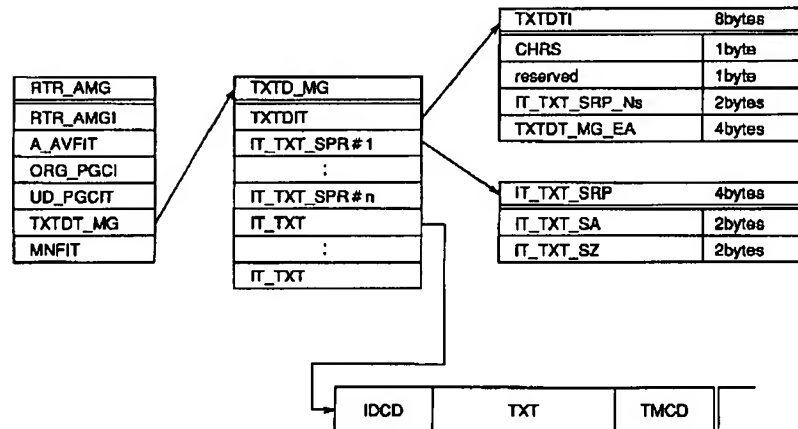 RTR_AMG
RTR_AMGI
A_AVFIT
ORG_PGCI
UD_PGCIT
TXTDT_MG
MNFIT
TXTD_MG
TXTDIT
IT_TXT_SPR#1
:
IT_TXT_SPR#n
IT_TXT
:
IT_TXT
TXTDTI 8bytes
CHRS 1byte
reserved 1byte
IT_TXT_SRP_Ns 2bytes
TXTDT_MG_EA 4bytes
IT_TXT_SRP 4bytes
IT_TXT_SA 2bytes
IT_TXT_SZ 2bytes
IDCD TXT TMCD